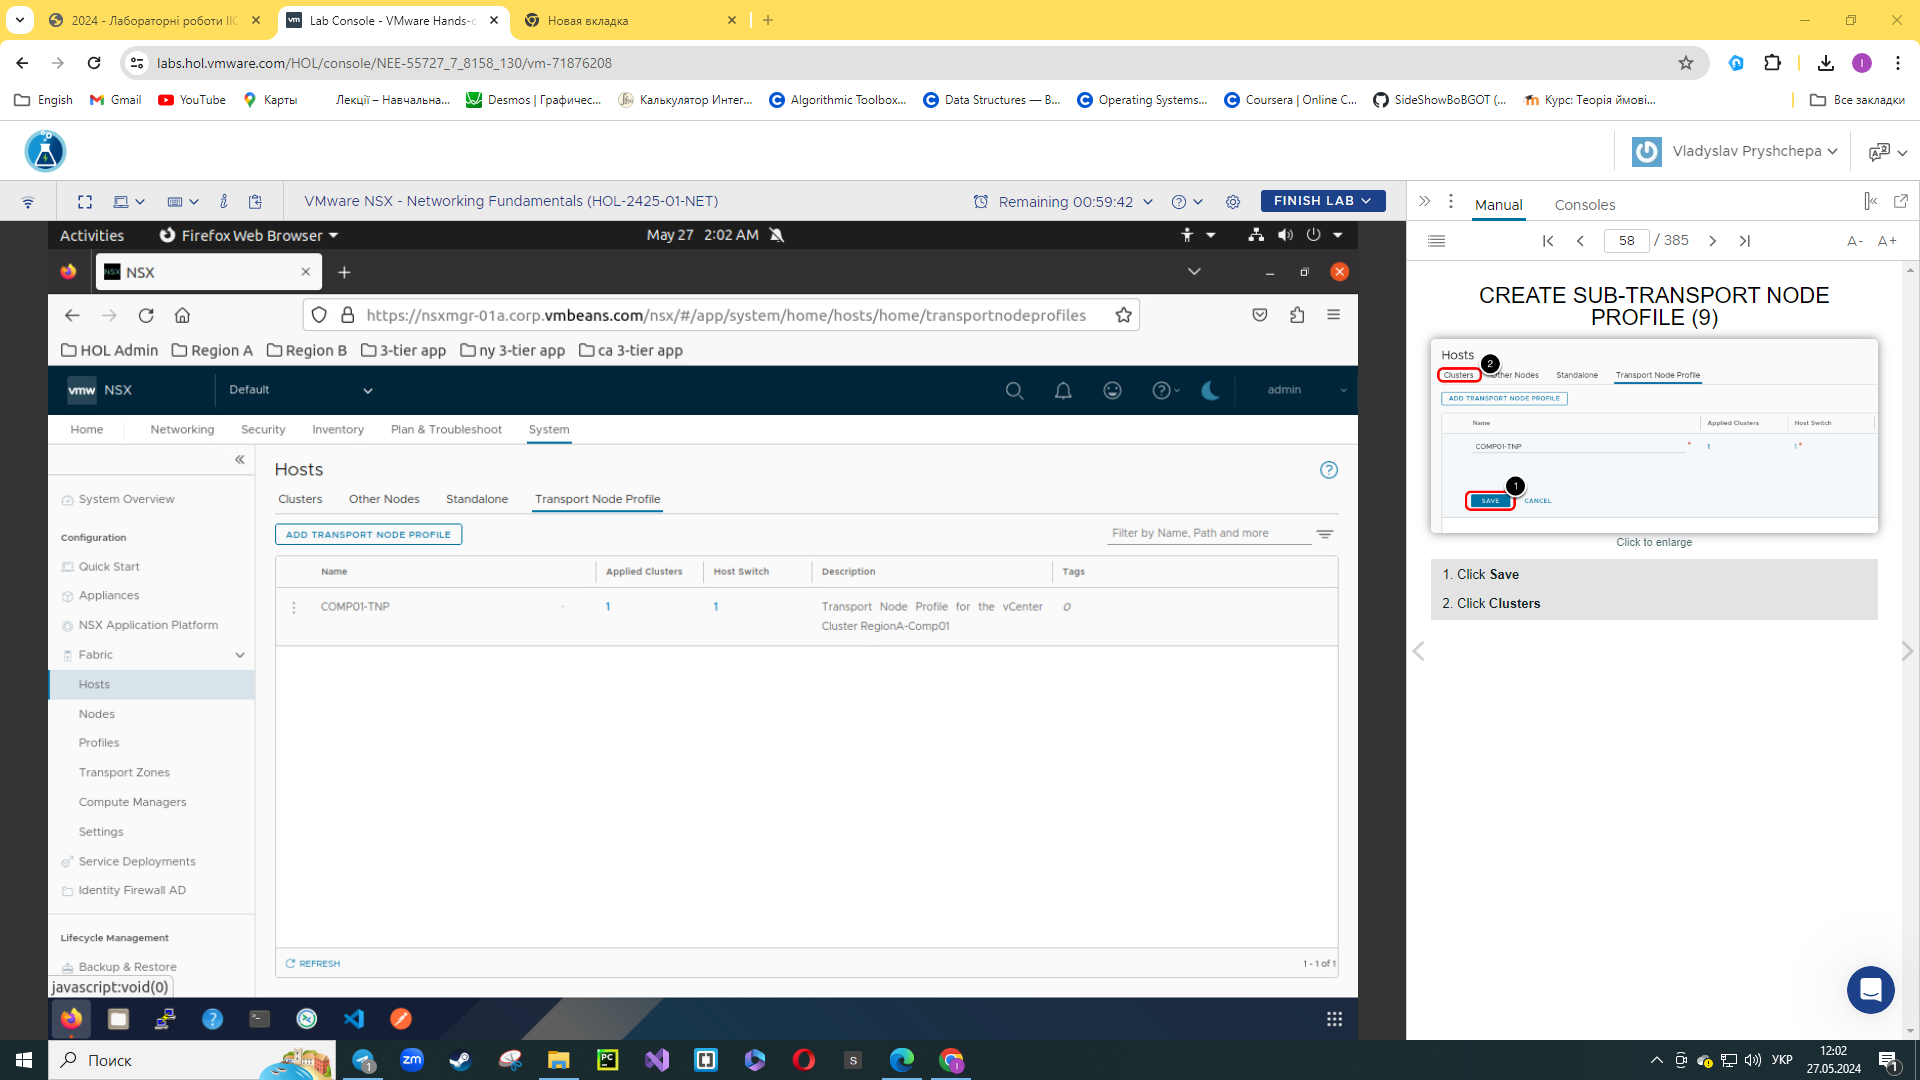 2024 - Лабораторні роботи ІІС
Lab Console - VMware Hands-o
Новая вкладка
labs.hol.vmware.com/HOL/console/NEE-55727_7_8158_130/vm-71876208
Engish
Gmail
YouTube
Карты
Лекції – Навчальна...
Desmos | Графичес...
Калькулятор Интег...
Algorithmic Toolbox...
Data Structures — В...
Operating Systems...
Coursera | Online C...
SideShowBoBGOT (...
Курс: Теорія ймові...
Все закладки
Vladyslav Pryshchepa
VMware NSX - Networking Fundamentals (HOL-2425-01-NET)
Remaining 00:59:42
FINISH LAB
Manual
Consoles
58 / 385
A- A+
Activities
Firefox Web Browser
May 27 2:02 AM
NSX
https://nsxmgr-01a.corp.vmbeans.com/nsx/#/app/system/home/hosts/home/transportnodeprofiles
HOL Admin
Region A
Region B
3-tier app
ny 3-tier app
ca 3-tier app
vmw NSX
Default
admin
Home
Networking
Security
Inventory
Plan & Troubleshoot
System
System Overview
Configuration
Quick Start
Appliances
NSX Application Platform
Fabric
Hosts
Nodes
Profiles
Transport Zones
Compute Managers
Settings
Service Deployments
Identity Firewall AD
Lifecycle Management
Backup & Restore
javascript:void(0)
Hosts
Clusters
Other Nodes
Standalone
Transport Node Profile
ADD TRANSPORT NODE PROFILE
Filter by Name, Path and more
Name
Applied Clusters
Host Switch
Description
Tags
COMP01-TNP
1
1
Transport Node Profile for the vCenter
Cluster RegionA-Comp01
0
REFRESH
1 - 1 of 1
CREATE SUB-TRANSPORT NODE
PROFILE (9)
Hosts
2
Clusters
Other Nodes
Standalone
Transport Node Profile
ADD TRANSPORT NODE PROFILE
Name
Applied Clusters
Host Switch
COMP01-TNP
*
1
1 *
1
SAVE
CANCEL
Click to enlarge
1. Click Save
2. Click Clusters
Поиск
1
zm
PC
S
УКР
12:02
27.05.2024
1